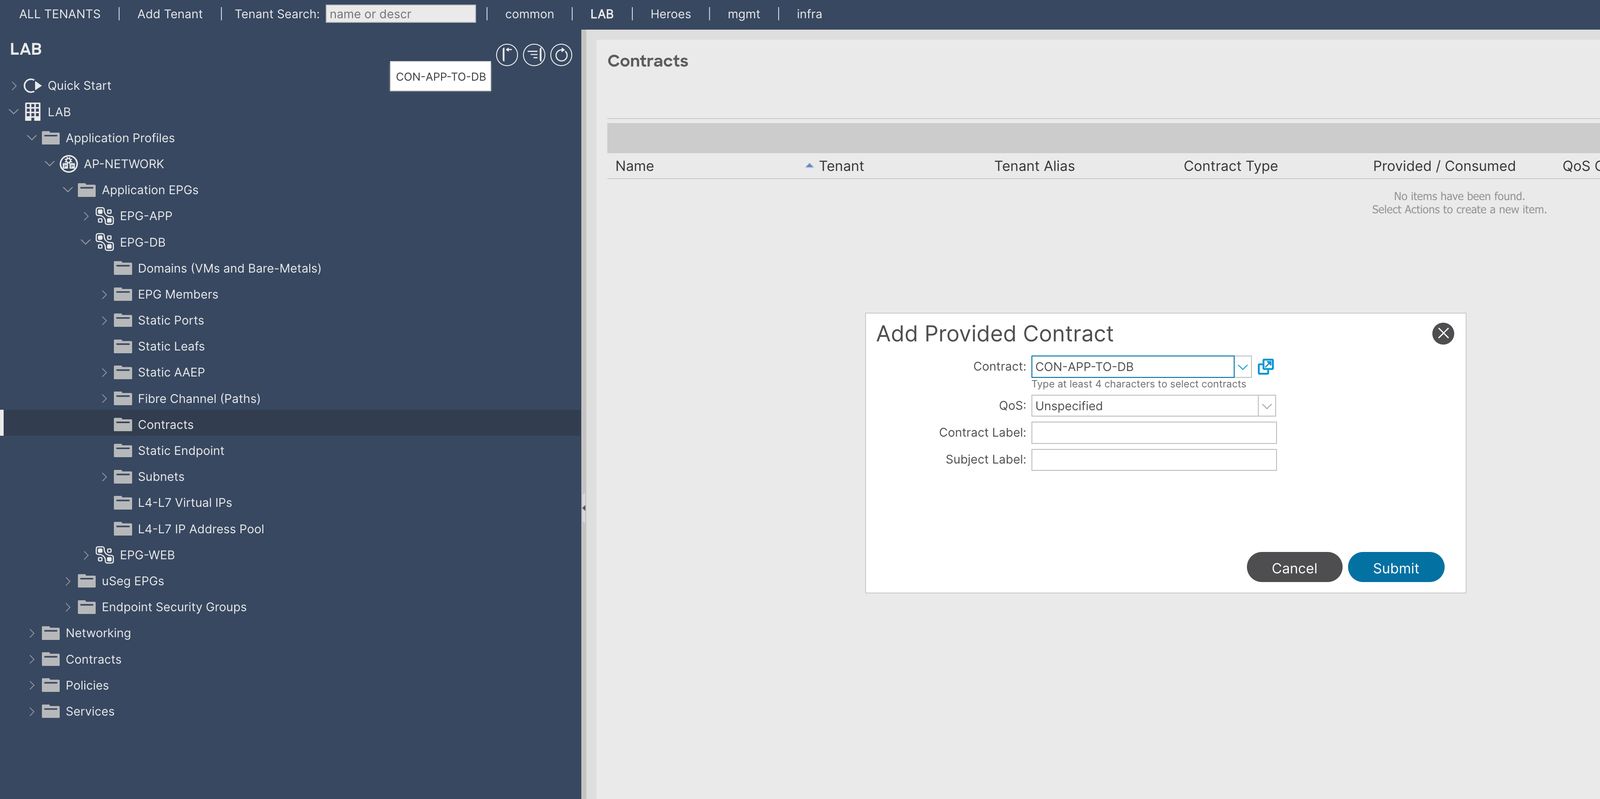 ALL TENANTS | Add Tenant | Tenant Search: name or descr | common | LAB | Heroes | mgmt | infra
LAB
CON-APP-TO-DB
Quick Start
LAB
Application Profiles
AP-NETWORK
Application EPGs
EPG-APP
EPG-DB
Domains (VMs and Bare-Metals)
EPG Members
Static Ports
Static Leafs
Static AAEP
Fibre Channel (Paths)
Contracts
Static Endpoint
Subnets
L4-L7 Virtual IPs
L4-L7 IP Address Pool
EPG-WEB
uSeg EPGs
Endpoint Security Groups
Networking
Contracts
Policies
Services
Contracts
Name Tenant Tenant Alias Contract Type Provided / Consumed QoS C
No items have been found.
Select Actions to create a new item.
Add Provided Contract
Contract: CON-APP-TO-DB
Type at least 4 characters to select contracts
QoS: Unspecified
Contract Label:
Subject Label:
Cancel Submit